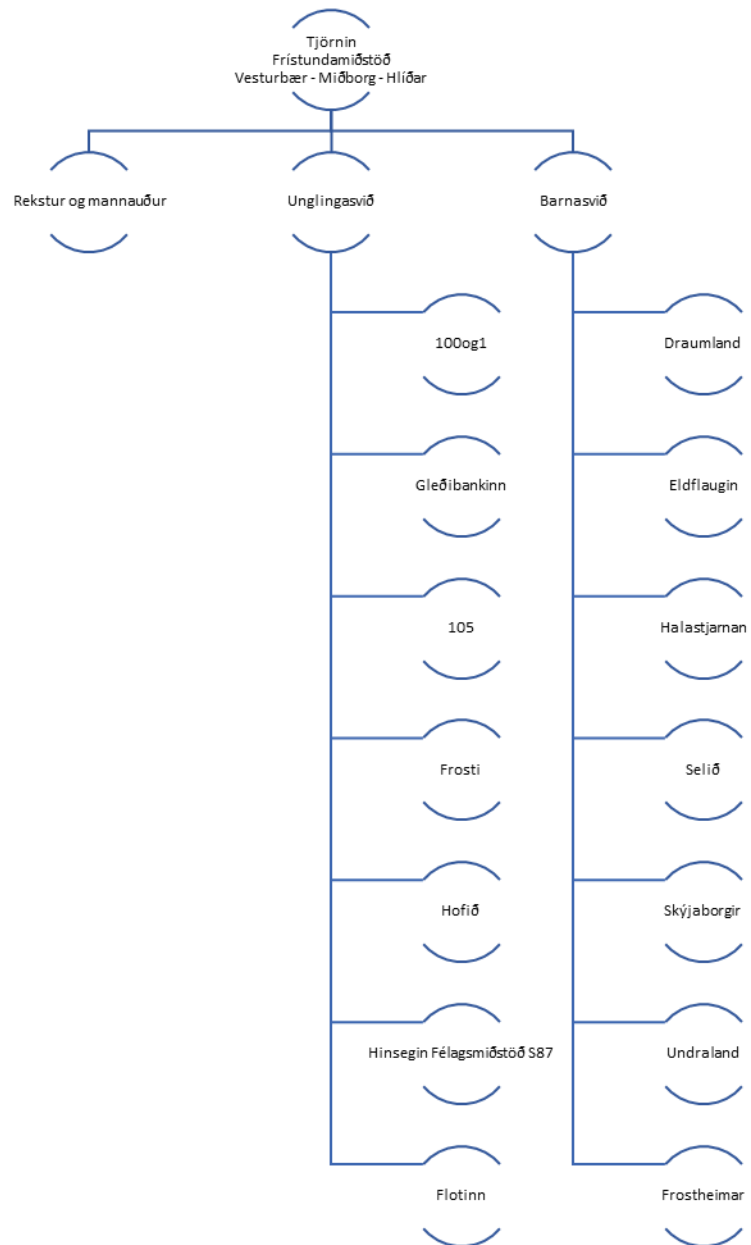 Tjörnin
Frístundamiðstöð
Vesturbær - Miðborg - Hlíðar
Rekstur og mannauður
Unglingasvið
Barnasvið
100og1
Draumland
Gleðibankinn
Eldflaugin
105
Halastjarnan
Frosti
Selið
Hofið
Skýjaborgir
Hinsegin Félagsmiðstöð S87
Undraland
Flotinn
Frostheimar